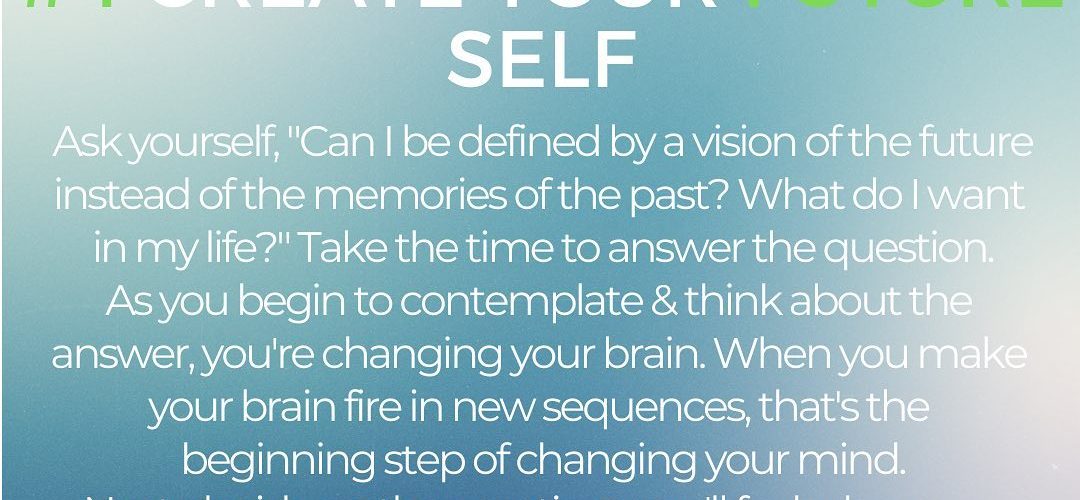 CREATE YOUR FUTURE
SELF
Ask yourself, "Can I be defined by a vision of the future
instead of the memories of the past? What do I want
in my life?" Take the time to answer the question.
As you begin to contemplate & think about the
answer, you're changing your brain. When you make
your brain fire in new sequences, that's the
beginning step of changing your mind.